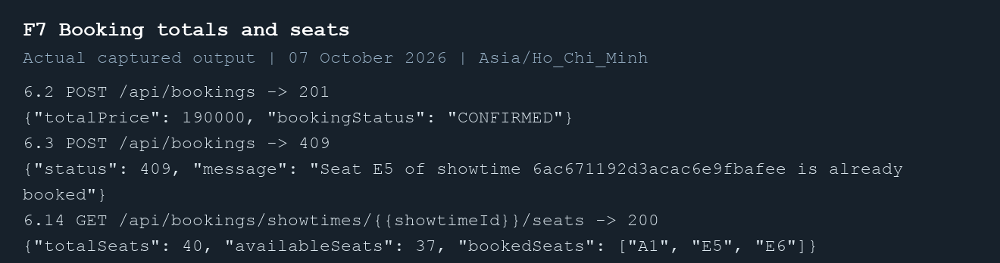 F7 Booking totals and seats
Actual captured output | 07 October 2026 | Asia/Ho_Chi_Minh
6.2 POST /api/bookings -> 201
{"totalPrice": 190000, "bookingStatus": "CONFIRMED"}
6.3 POST /api/bookings -> 409
{"status": 409, "message": "Seat E5 of showtime 6ac671192d3acac6e9fbafee is already
booked"}
6.14 GET /api/bookings/showtimes/{{showtimeId}}/seats -> 200
{"totalSeats": 40, "availableSeats": 37, "bookedSeats": ["A1", "E5", "E6"]}